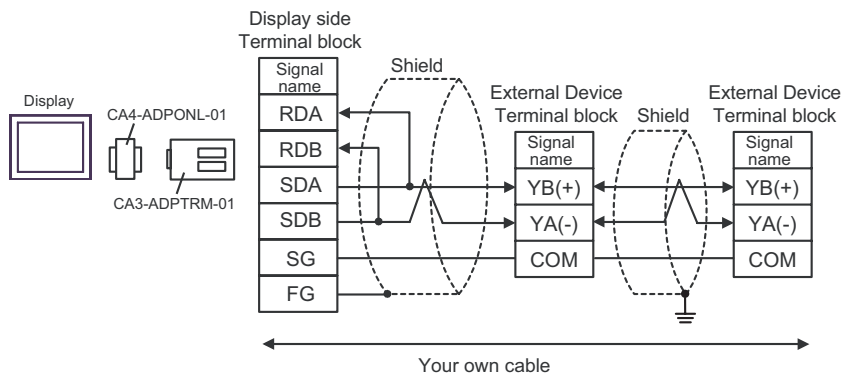 Display side
Terminal block
Signal
name
RDA
RDB
SDA
SDB
SG
FG
Shield
Display
CA4-ADPONL-01
CA3-ADPTRM-01
External Device
Terminal block
Signal
name
YB(+)
YA(-)
COM
Shield
External Device
Terminal block
Signal
name
YB(+)
YA(-)
COM
Your own cable